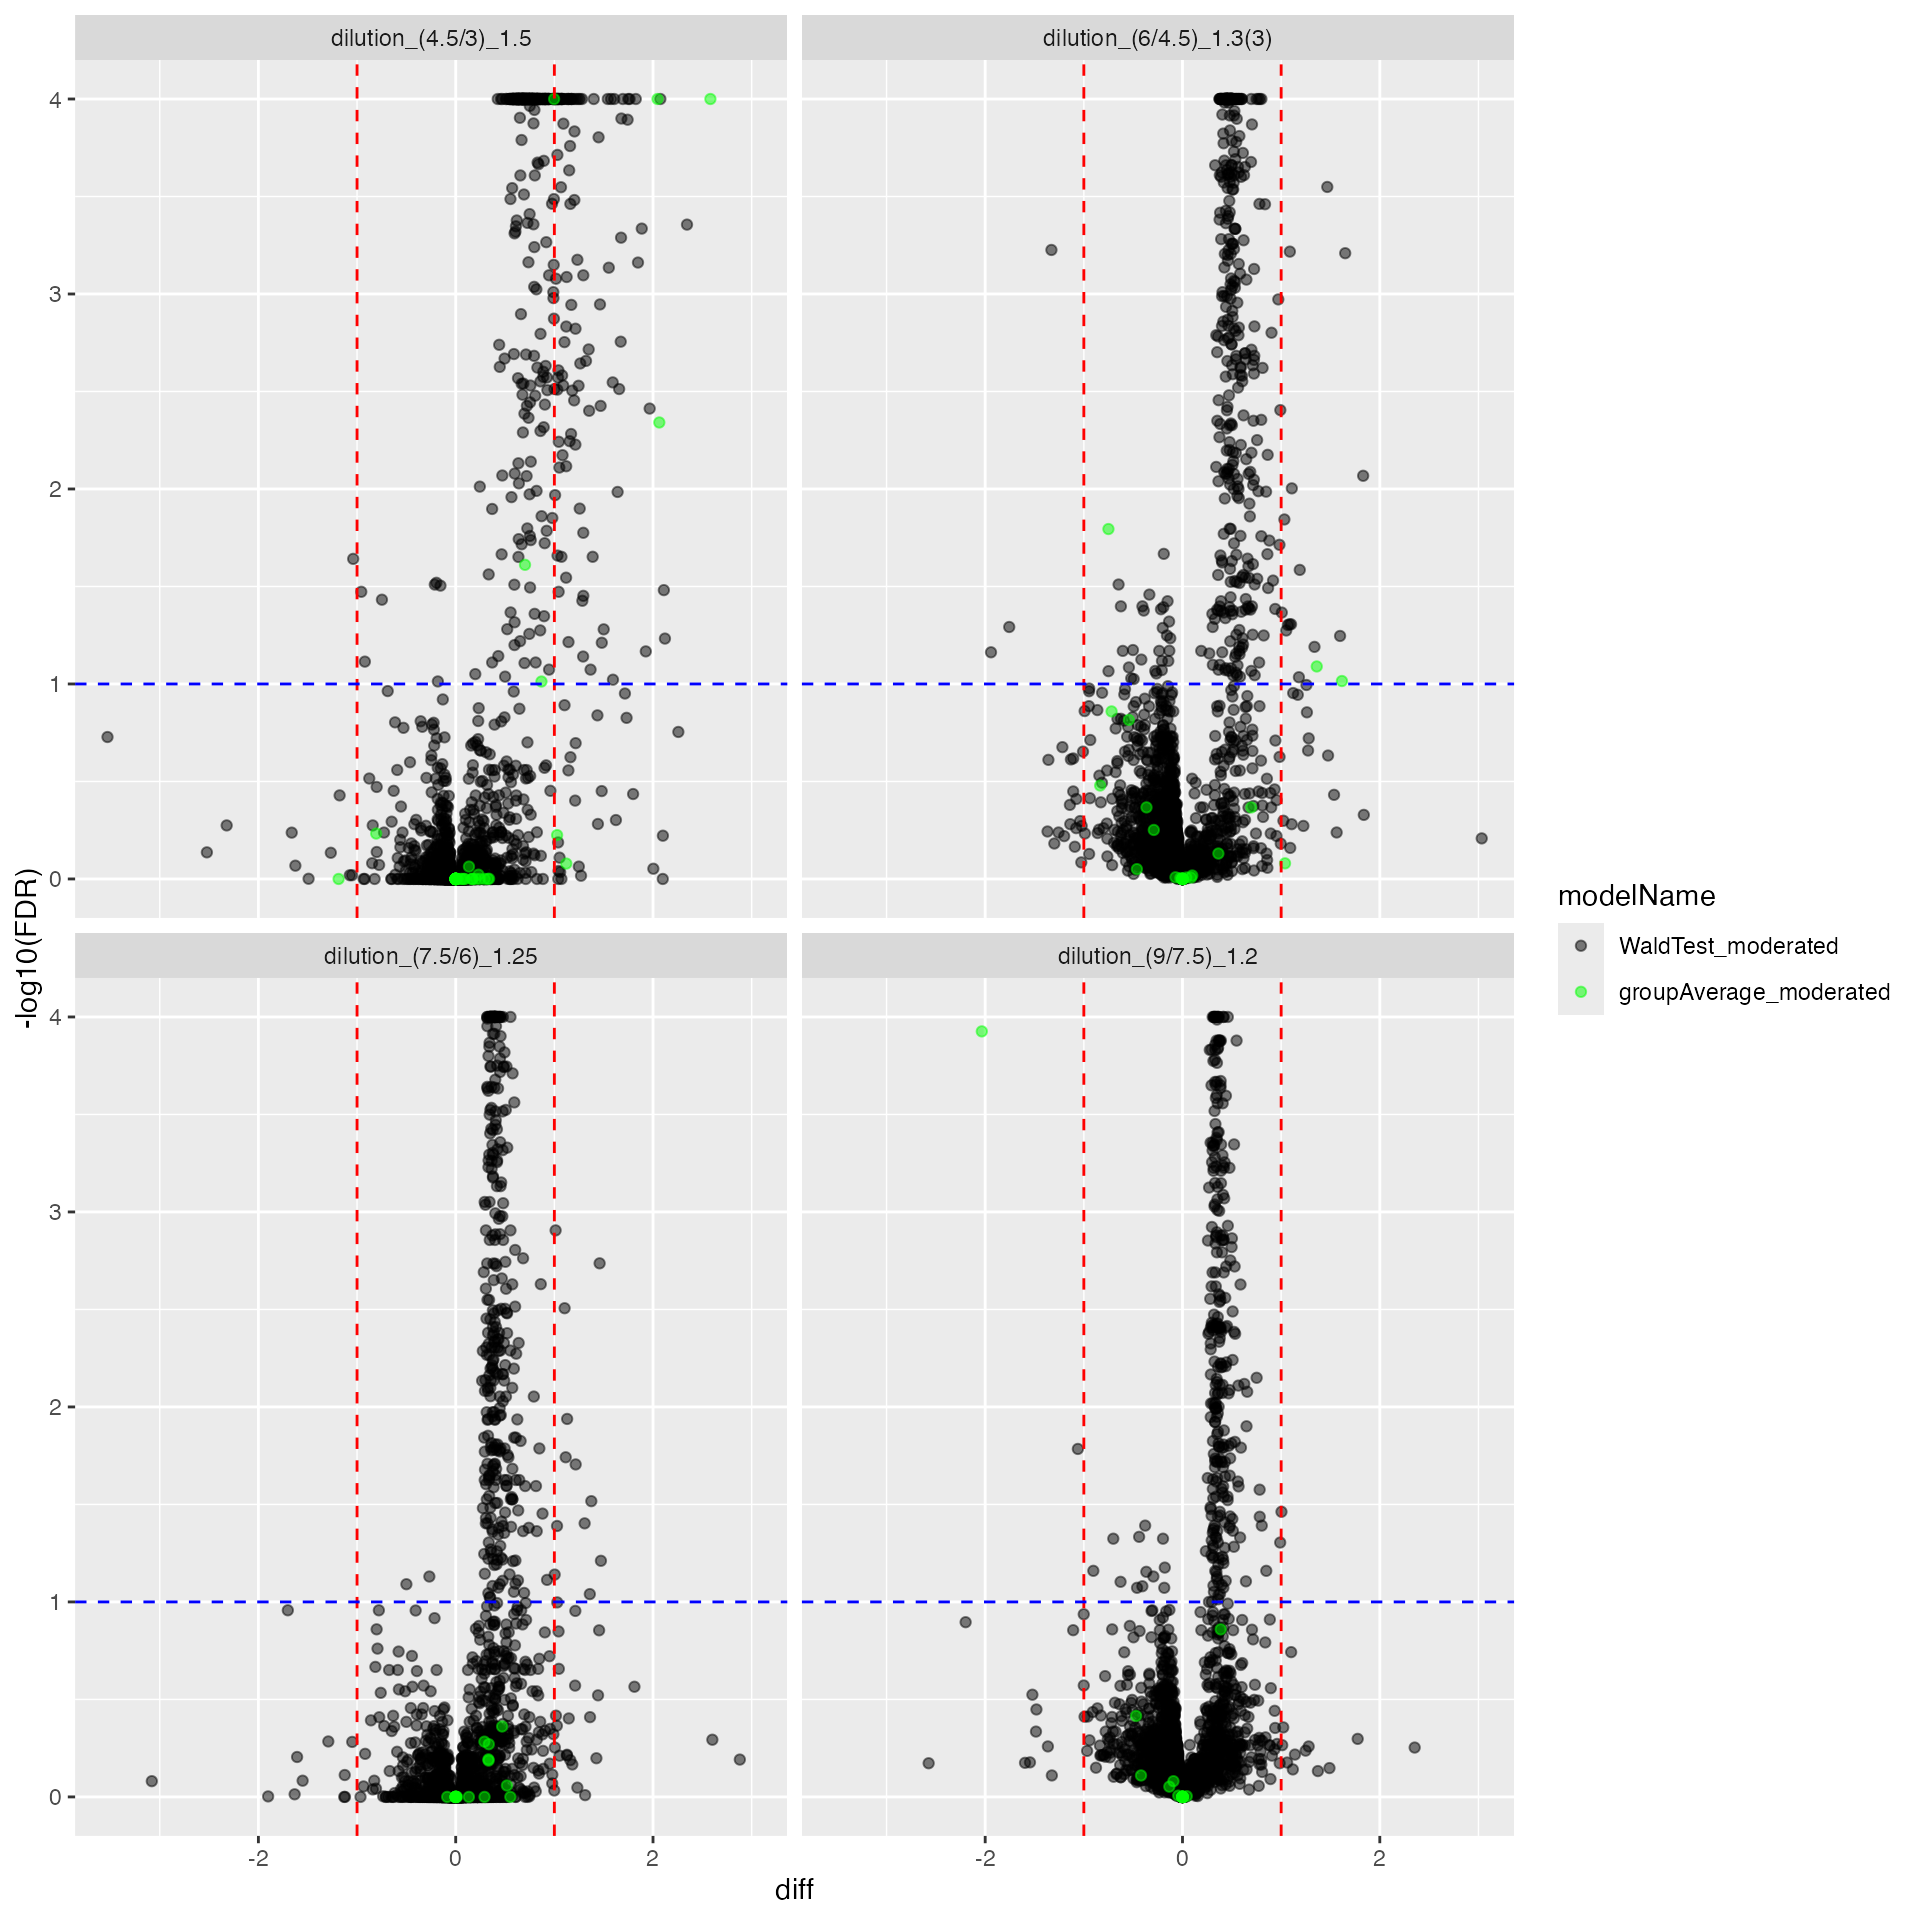 dilution_(4.5/3)_1.5
dilution_(6/4.5)_1.3(3)
4
3
2
1
0
dilution_(7.5/6)_1.25
dilution_(9/7.5)_1.2
4
3
2
1
0
-2
0
2
-2
0
2
diff
-log10(FDR)
modelName
WaldTest_moderated
groupAverage_moderated